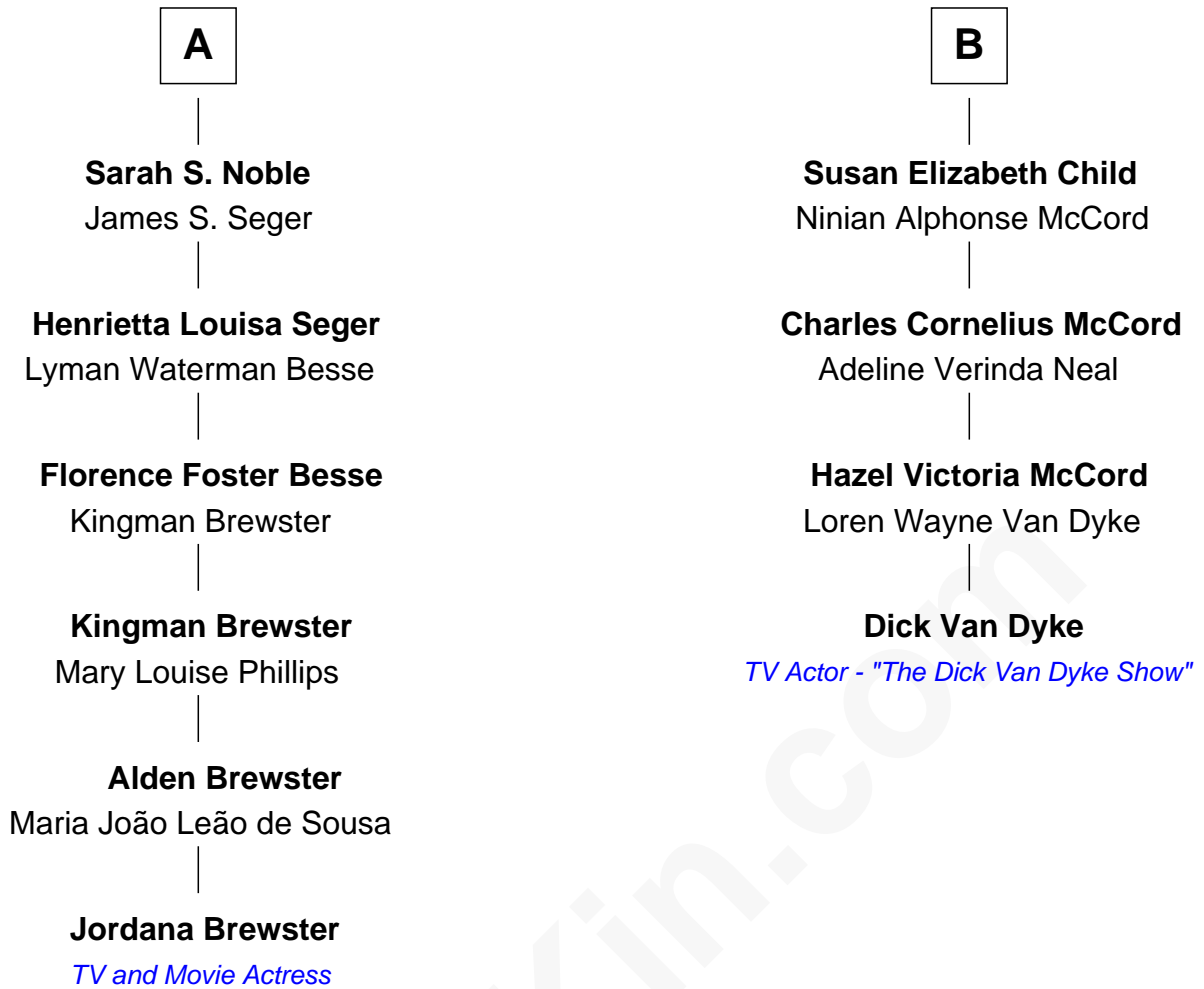 A
Sarah S. Noble
James S. Seger
Henrietta Louisa Seger
Lyman Waterman Besse
Florence Foster Besse
Kingman Brewster
Kingman Brewster
Mary Louise Phillips
Alden Brewster
Maria João Leão de Sousa
Jordana Brewster
TV and Movie Actress
B
Susan Elizabeth Child
Ninian Alphonse McCord
Charles Cornelius McCord
Adeline Verinda Neal
Hazel Victoria McCord
Loren Wayne Van Dyke
Dick Van Dyke
TV Actor - "The Dick Van Dyke Show"
Kin.com